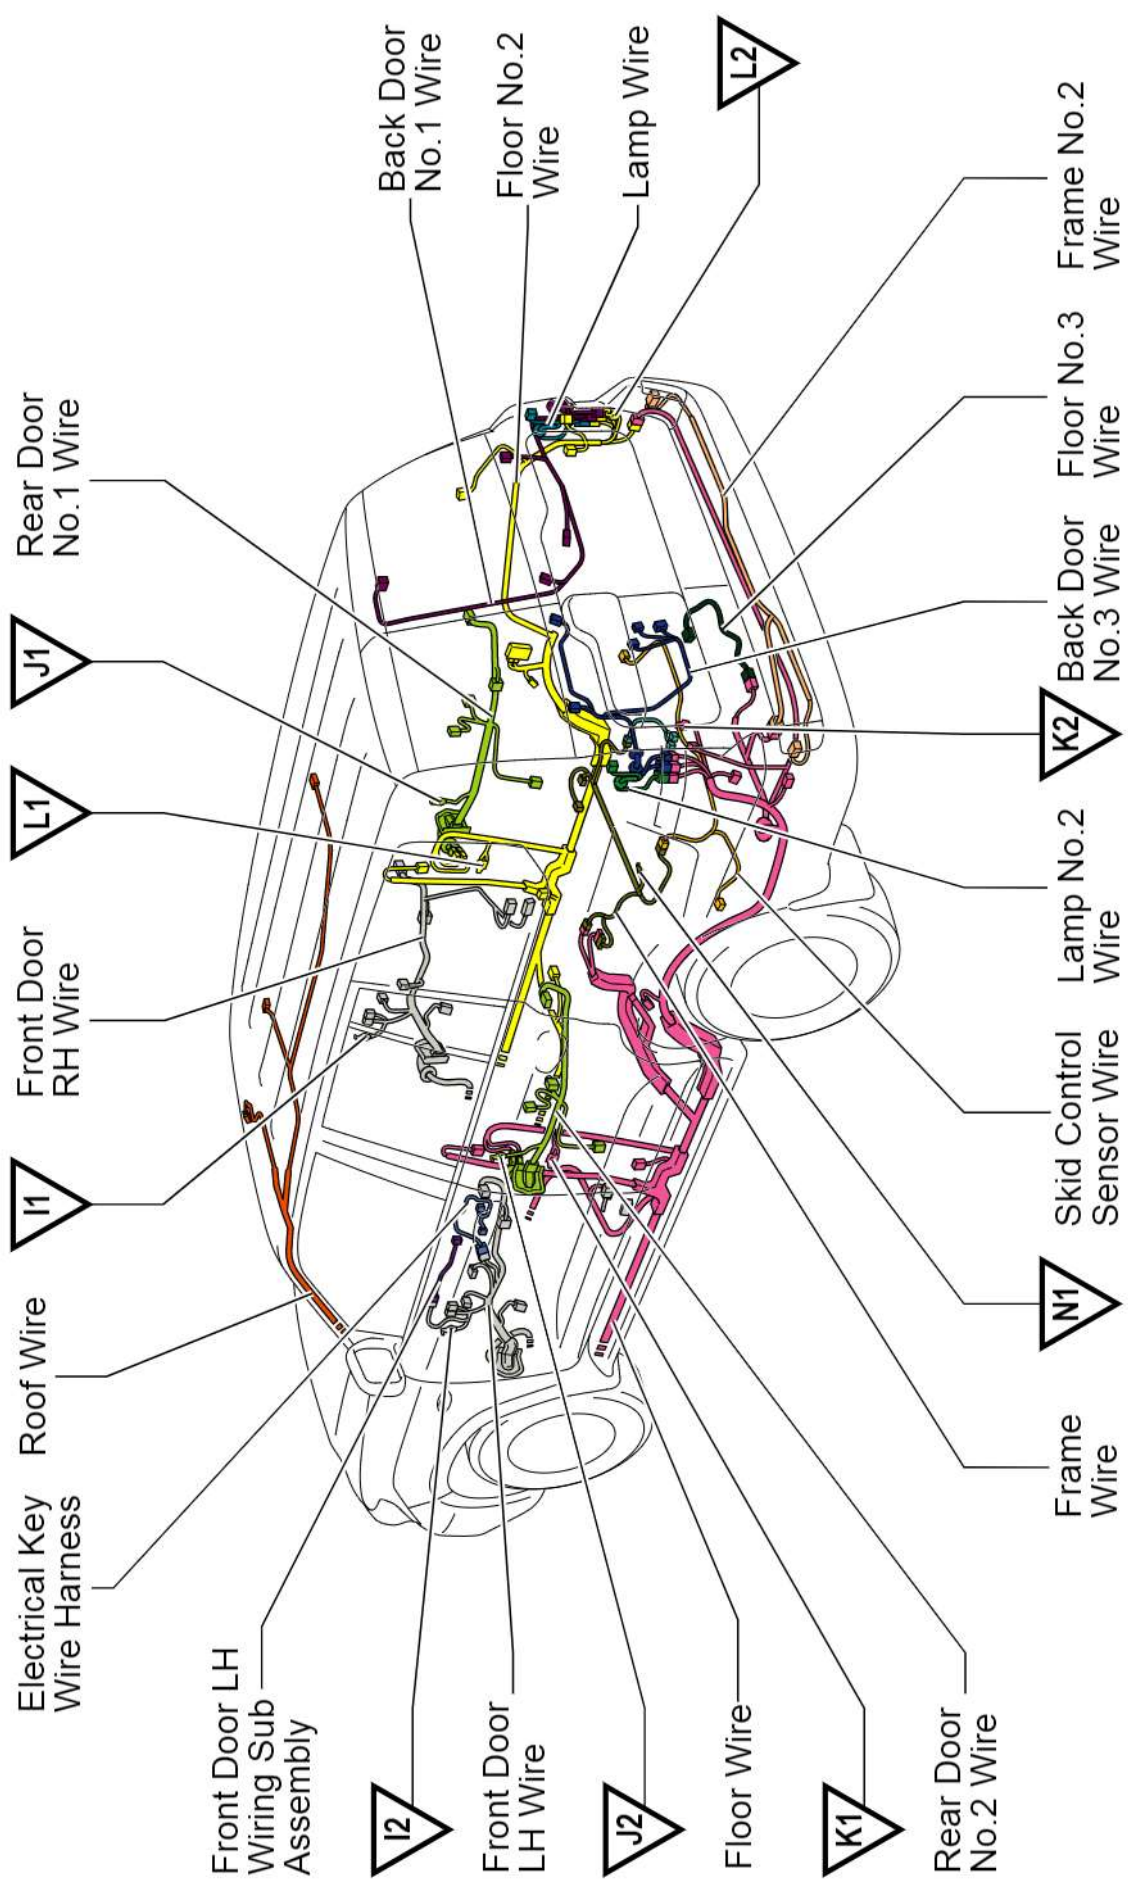 Electrical Key
Wire Harness
Roof Wire
I1
Front Door
RH Wire
L1
J1
Rear Door
No.1 Wire
Front Door LH
Wiring Sub
Assembly
Back Door
No.1 Wire
I2
Floor No.2
Wire
Front Door
LH Wire
Lamp Wire
J2
L2
Floor Wire
K1
Rear Door
No.2 Wire
Frame
Wire
N1
Skid Control
Sensor Wire
Lamp No.2
Wire
K2
Back Door
No.3 Wire
Floor No.3
Wire
Frame No.2
Wire